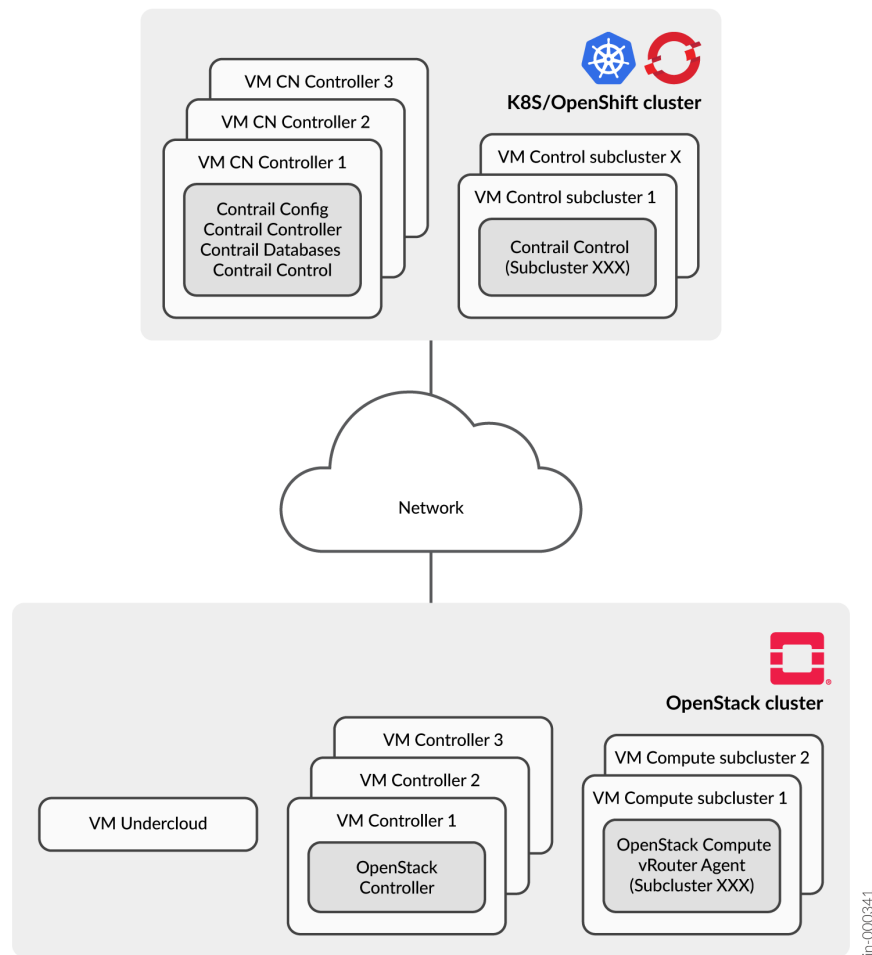 K8S/OpenShift cluster
VM CN Controller 3
VM CN Controller 2
VM CN Controller 1
Contrail Config
Contrail Controller
Contrail Databases
Contrail Control
VM Control subcluster X
VM Control subcluster 1
Contrail Control
(Subcluster XXX)
Network
OpenStack cluster
VM Undercloud
VM Controller 3
VM Controller 2
VM Controller 1
OpenStack
Controller
VM Compute subcluster 2
VM Compute subcluster 1
OpenStack Compute
vRouter Agent
(Subcluster XXX)
®